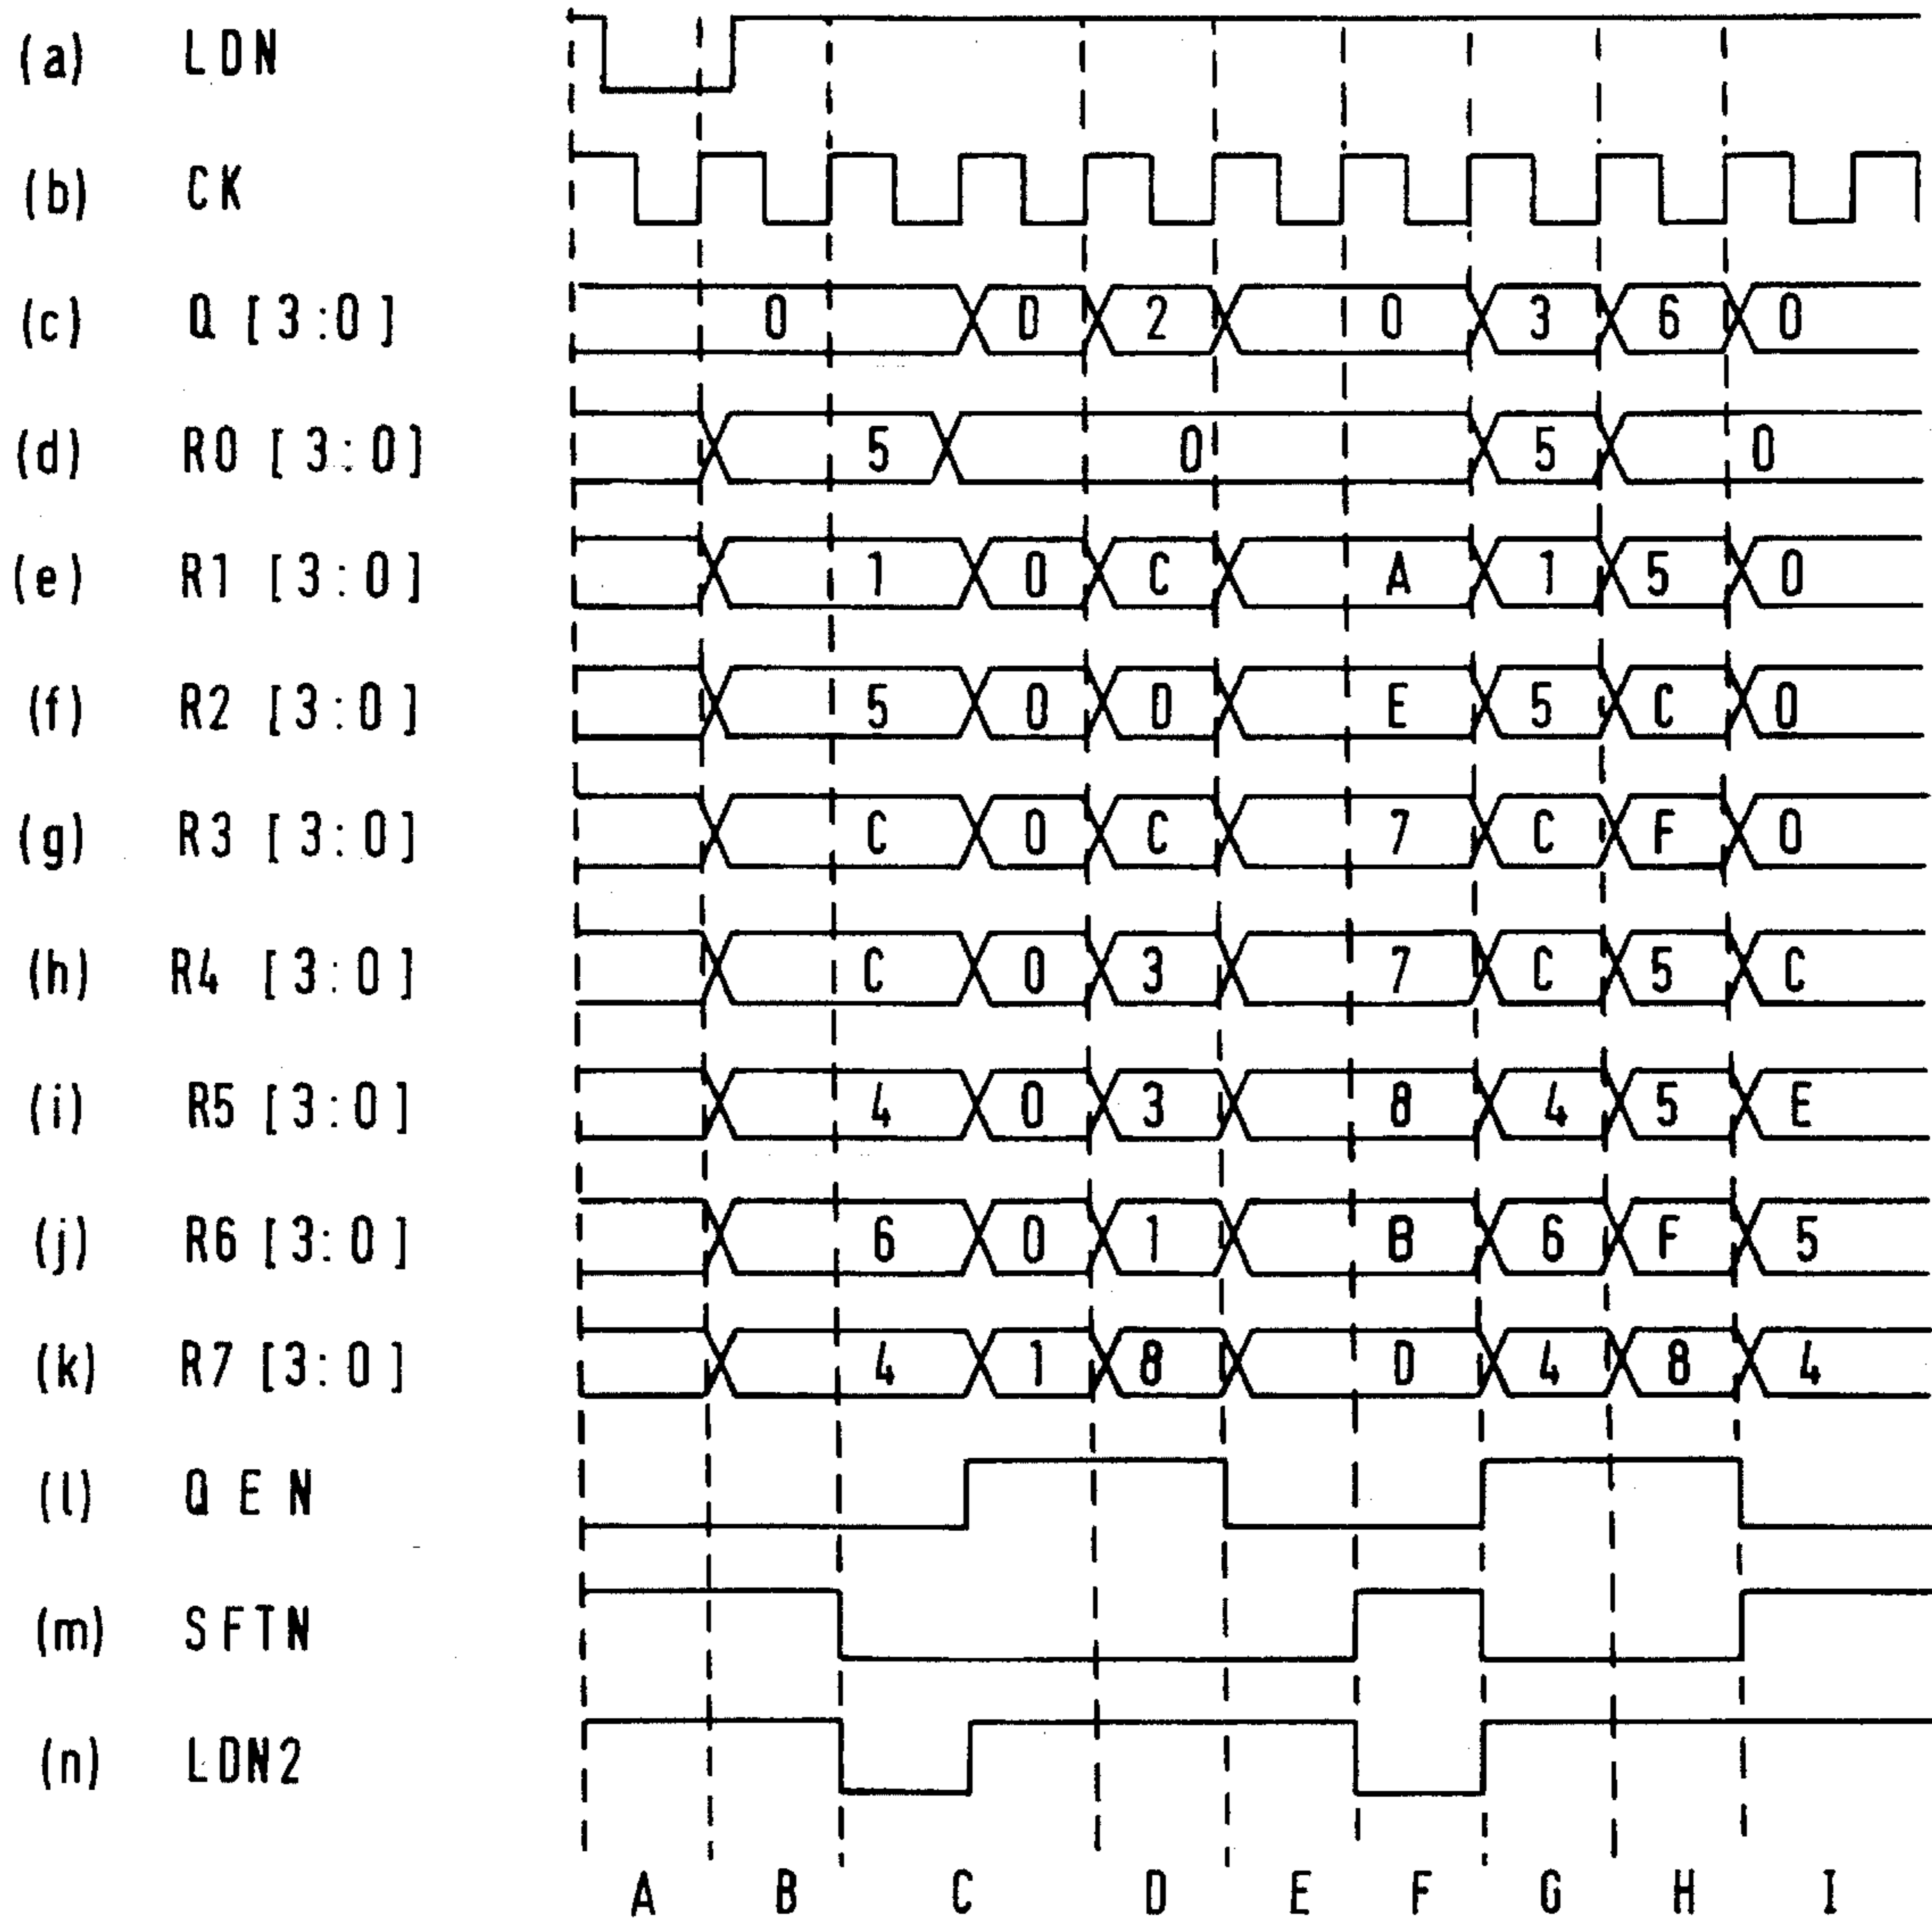 (a) LDN
(b) CK
(c) Q [3:0] 0 D 2 0 3 6 0
(d) R0 [3:0] 5 0 5 0
(e) R1 [3:0] 1 0 C A 1 5 0
(f) R2 [3:0] 5 0 D E 5 C 0
(g) R3 [3:0] C 0 C 7 C F 0
(h) R4 [3:0] C 0 3 7 C 5 C
(i) R5 [3:0] 4 0 3 8 4 5 E
(j) R6 [3:0] 6 0 1 B 6 F 5
(k) R7 [3:0] 4 1 8 D 4 8 4
(l) QEN
(m) SFTN
(n) LDN2
A B C D E F G H I